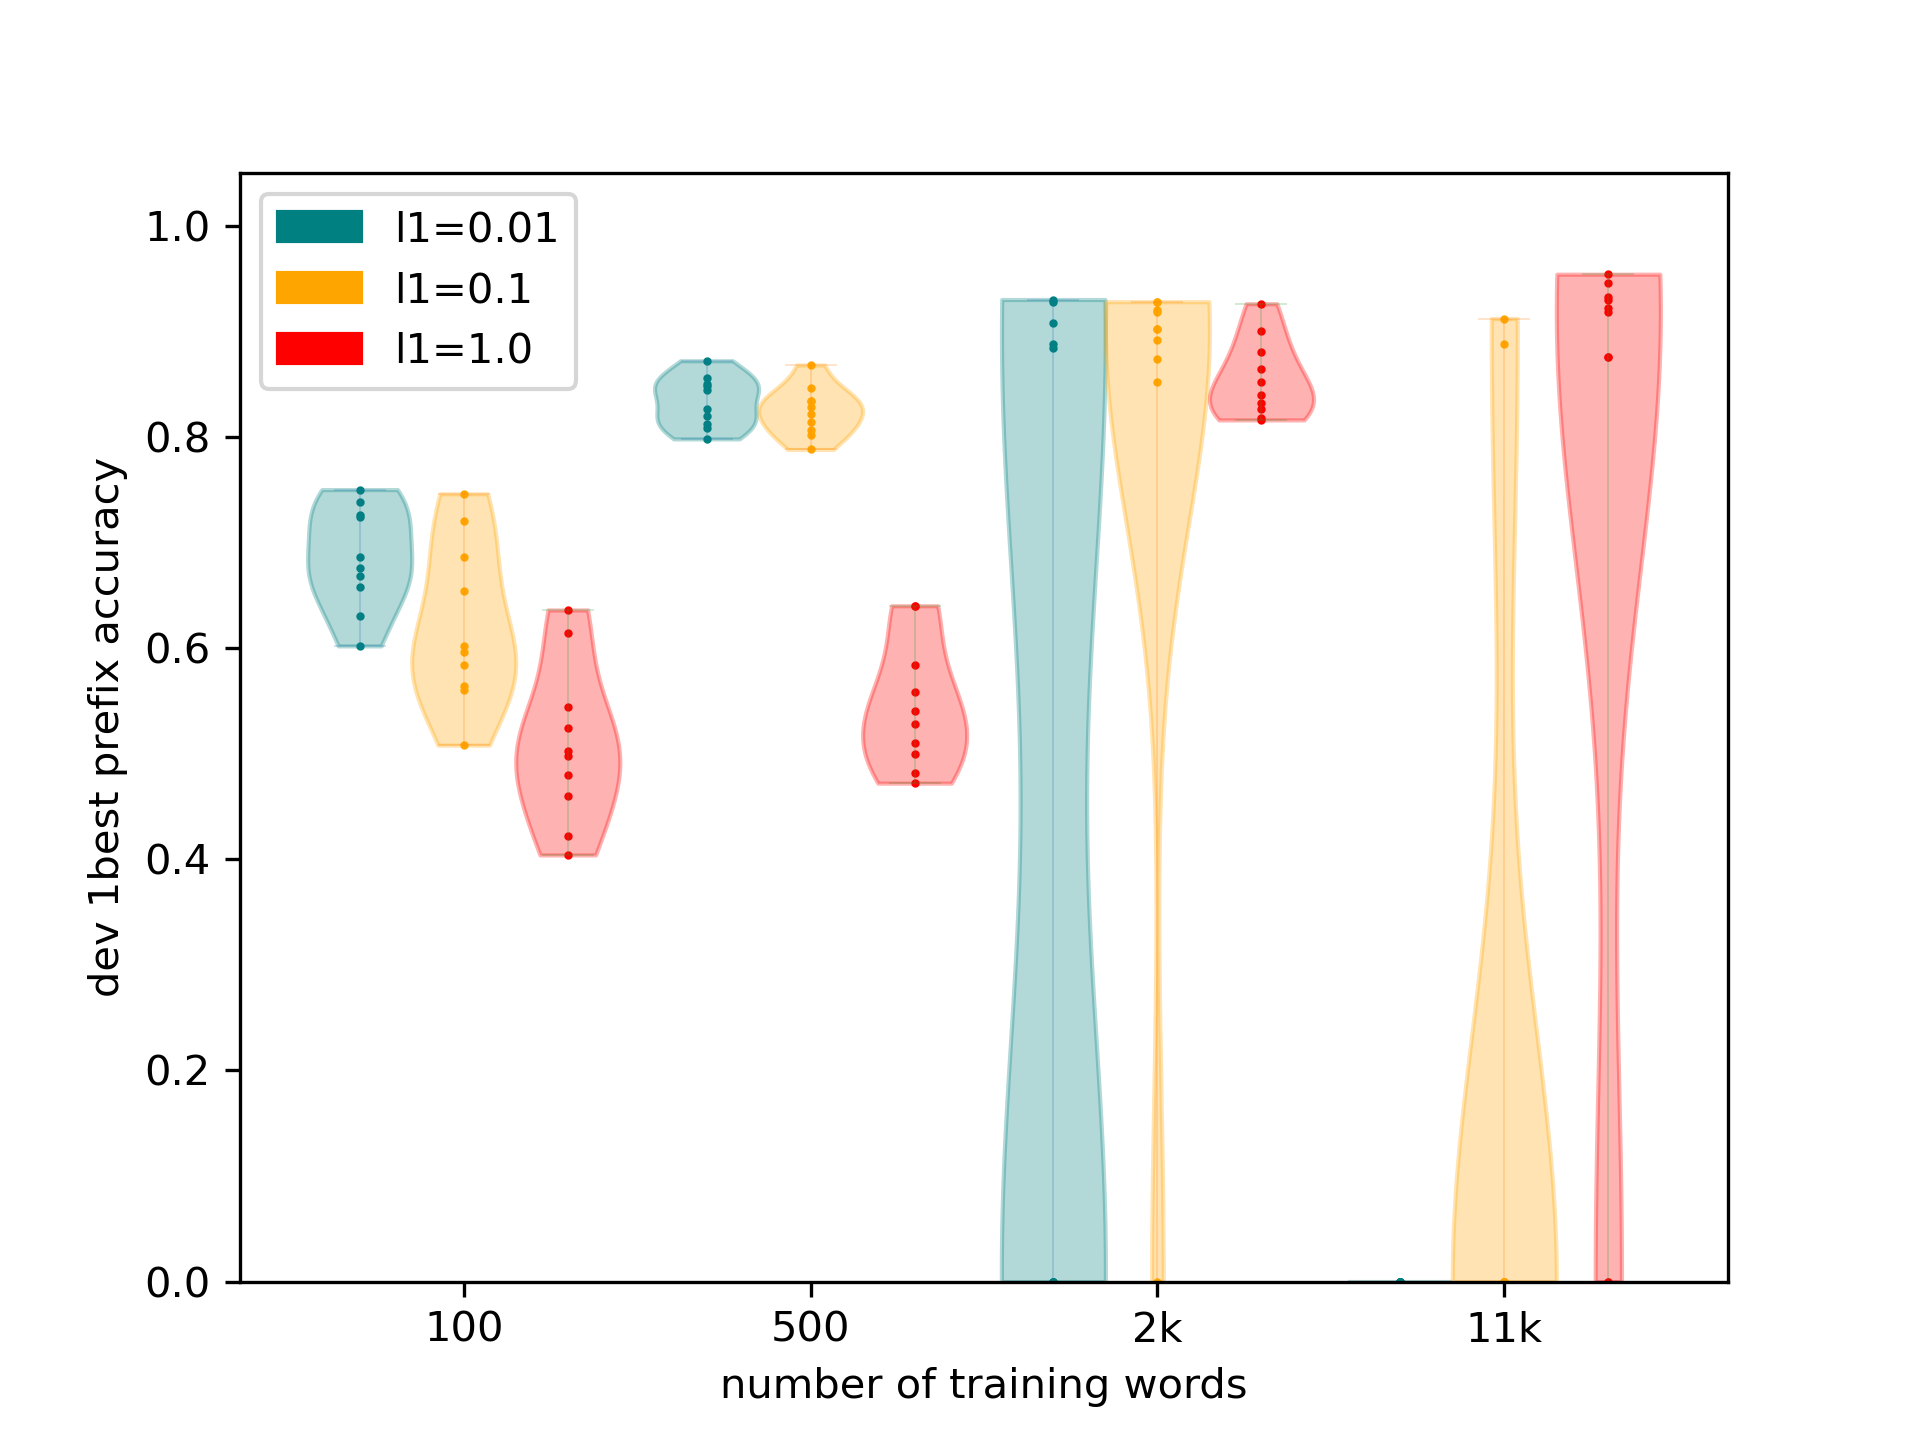 l1=0.01
l1=0.1
l1=1.0
1.0
0.8
0.6
0.4
0.2
0.0
dev 1best prefix accuracy
100 500 2k 11k
number of training words